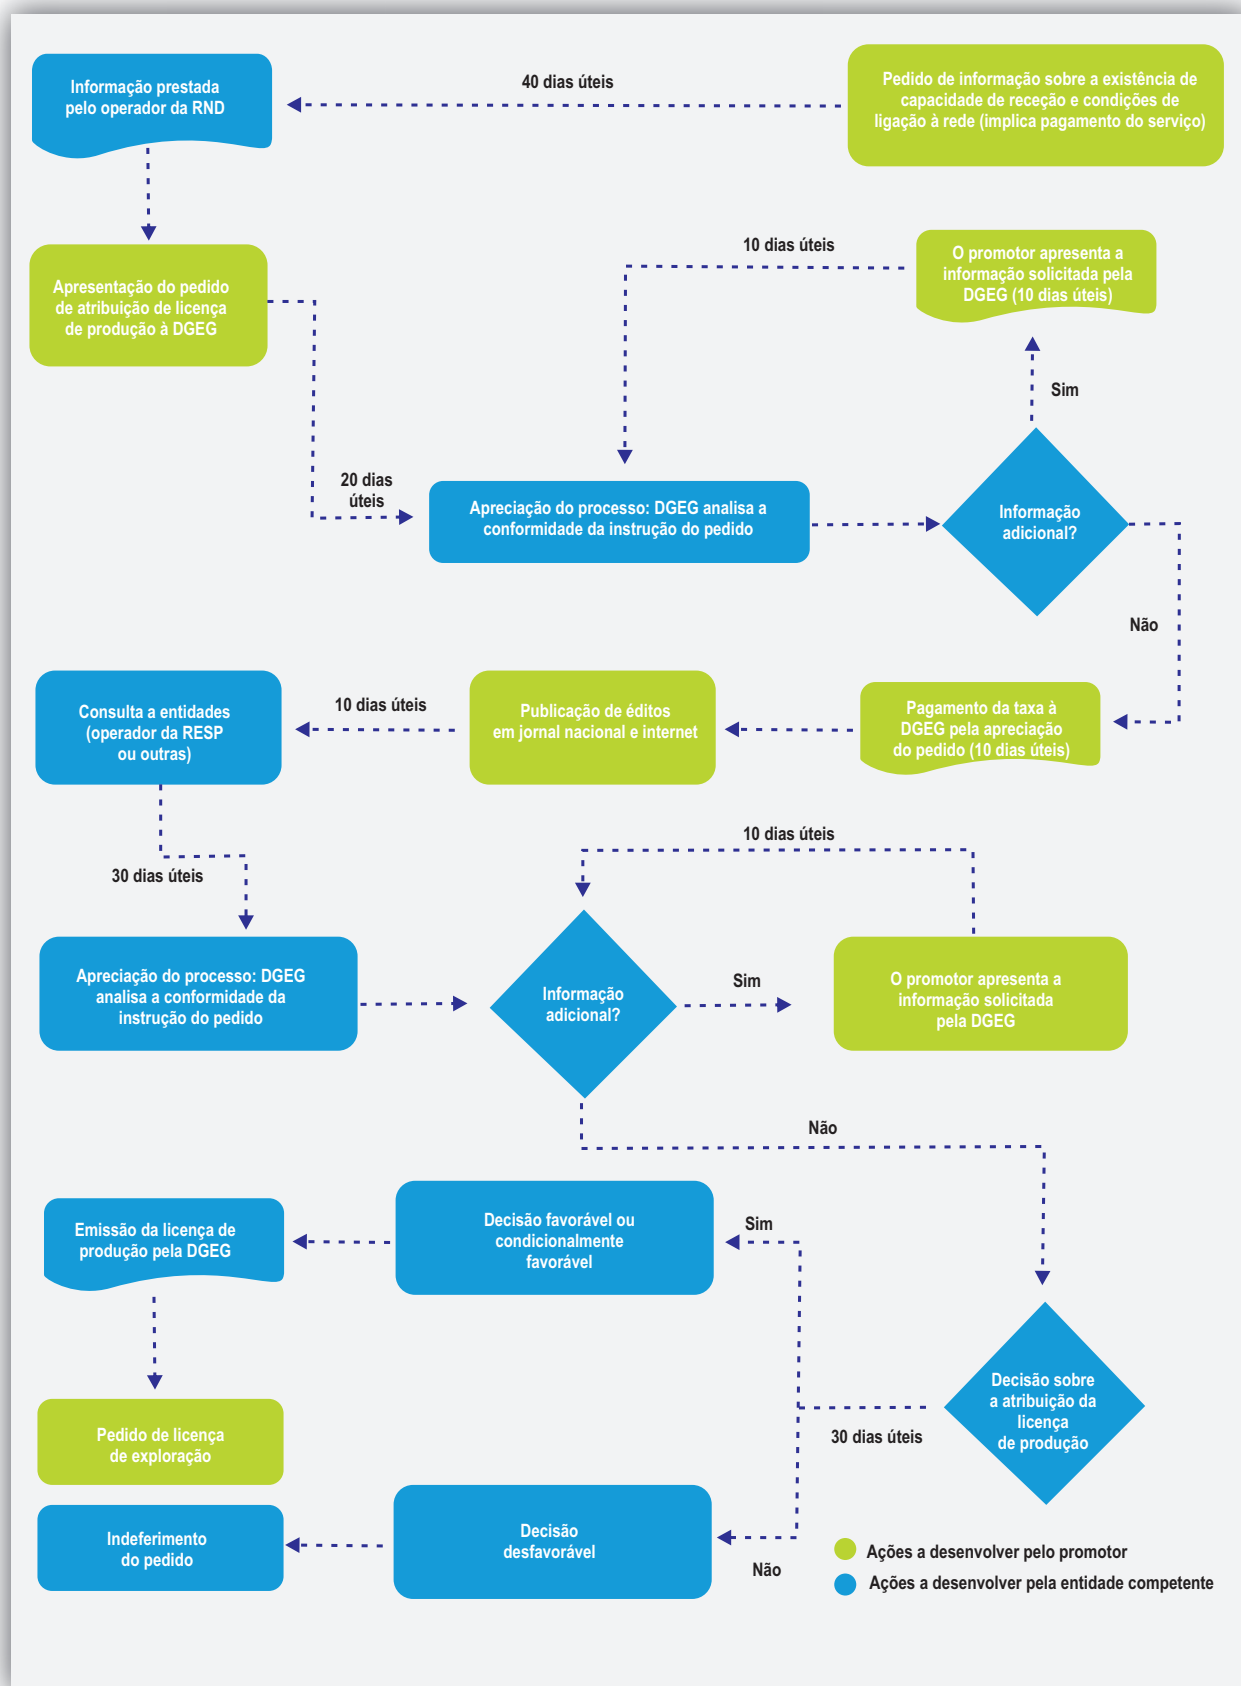 Informação prestada
pelo operador da RND
40 dias úteis
Pedido de informação sobre a existência de
capacidade de receção e condições de
ligação à rede (implica pagamento do serviço)
Apresentação do pedido
de atribuição de licença
de produção à DGEG
10 dias úteis
O promotor apresenta a
informação solicitada pela
DGEG (10 dias úteis)
Sim
20 dias
úteis
Apreciação do processo: DGEG analisa a
conformidade da instrução do pedido
Informação
adicional?
Não
Consulta a entidades
(operador da RESP
ou outras)
10 dias úteis
Publicação de éditos
em jornal nacional e internet
Pagamento da taxa à
DGEG pela apreciação
do pedido (10 dias úteis)
30 dias úteis
10 dias úteis
Apreciação do processo: DGEG
analisa a conformidade da
instrução do pedido
Informação
adicional?
Sim
O promotor apresenta a
informação solicitada
pela DGEG
Não
Emissão da licença de
produção pela DGEG
Decisão favorável ou
condicionalmente
favorável
Sim
Decisão sobre
a atribuição da
licença
de produção
30 dias úteis
Pedido de licença
de exploração
Indeferimento
do pedido
Decisão
desfavorável
Não
Ações a desenvolver pelo promotor
Ações a desenvolver pela entidade competente